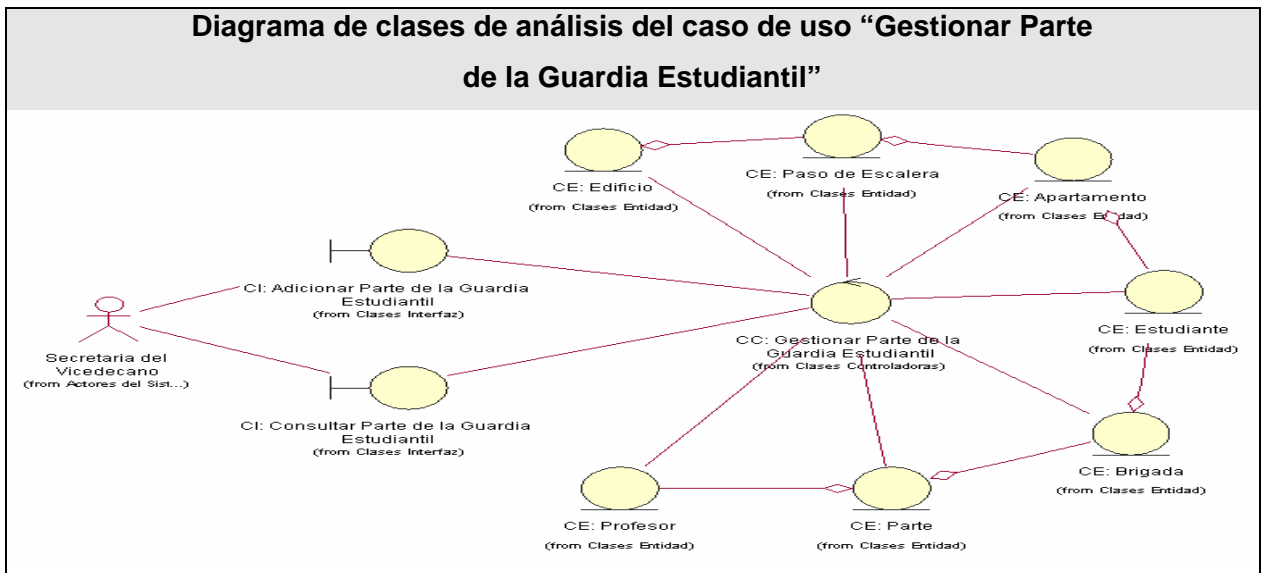 Diagrama de clases de análisis del caso de uso “Gestionar Parte
de la Guardia Estudiantil”
CE: Edificio
(from Clases Entidad)
CE: Paso de Escalera
(from Clases Entidad)
CE: Apartamento
(from Clases Entidad)
CI: Adicionar Parte de la Guardia
Estudiantil
(from Clases Interfaz)
Secretaria del
Vicedecano
(from Actores del Sist...)
CC: Gestionar Parte de la
Guardia Estudiantil
(from Clases Controladoras)
CE: Estudiante
(from Clases Entidad)
CI: Consultar Parte de la Guardia
Estudiantil
(from Clases Interfaz)
CE: Brigada
(from Clases Entidad)
CE: Profesor
(from Clases Entidad)
CE: Parte
(from Clases Entidad)